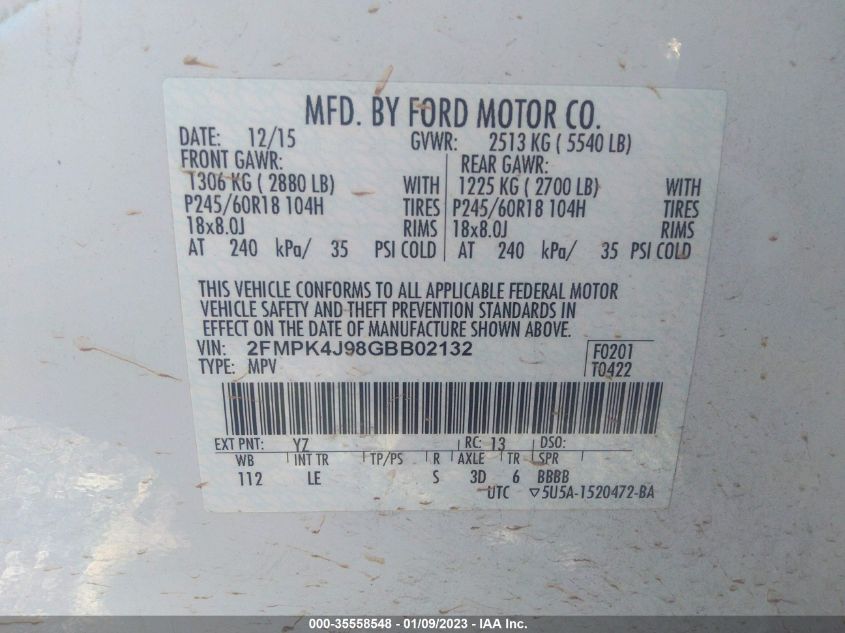 MFD. BY FORD MOTOR CO.
DATE: 12/15 GVWR: 2513 KG ( 5540 LB)
FRONT GAWR: REAR GAWR:
1306 KG ( 2880 LB) WITH 1225 KG ( 2700 LB) WITH
P245/60R18 104H TIRES P245/60R18 104H TIRES
18x8.0J RIMS 18x8.0J RIMS
AT 240 kPa/ 35 PSI COLD AT 240 kPa/ 35 PSI COLD
THIS VEHICLE CONFORMS TO ALL APPLICABLE FEDERAL MOTOR
VEHICLE SAFETY AND THEFT PREVENTION STANDARDS IN
EFFECT ON THE DATE OF MANUFACTURE SHOWN ABOVE.
VIN: 2FMPK4J98GBB02132 F0201
TYPE: MPV T0422
EXT PNT: YZ RC: 13 DSO:
WB INT TR TP/PS R AXLE TR SPR
112 LE S 3D 6 BBBB
UTC ▽5U5A-1520472-BA
000-35558548 - 01/09/2023 - IAA Inc.